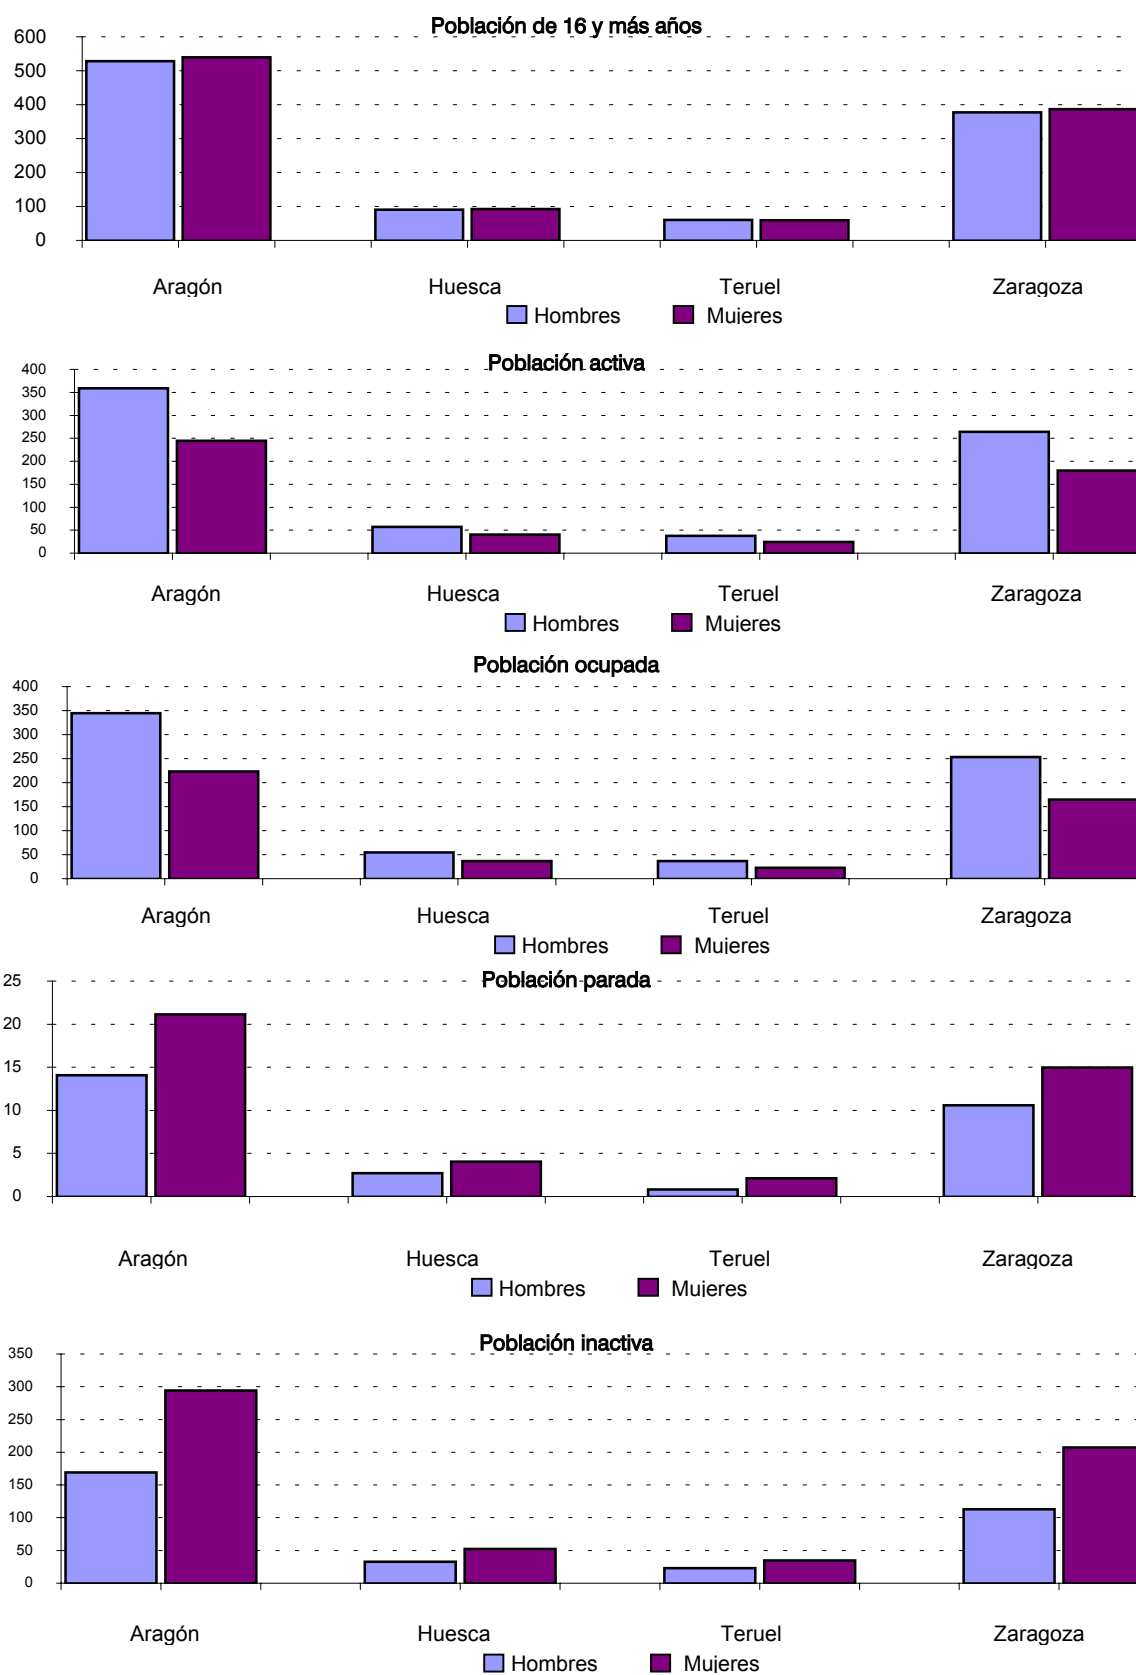 Población de 16 y más años
600
500
400
300
200
100
0
Aragón Huesca Teruel Zaragoza
Hombres Mujeres
Población activa
400
350
300
250
200
150
100
50
0
Aragón Huesca Teruel Zaragoza
Hombres Mujeres
Población ocupada
400
350
300
250
200
150
100
50
0
Aragón Huesca Teruel Zaragoza
Hombres Mujeres
Población parada
25
20
15
10
5
0
Aragón Huesca Teruel Zaragoza
Hombres Mujeres
Población inactiva
350
300
250
200
150
100
50
0
Aragón Huesca Teruel Zaragoza
Hombres Mujeres